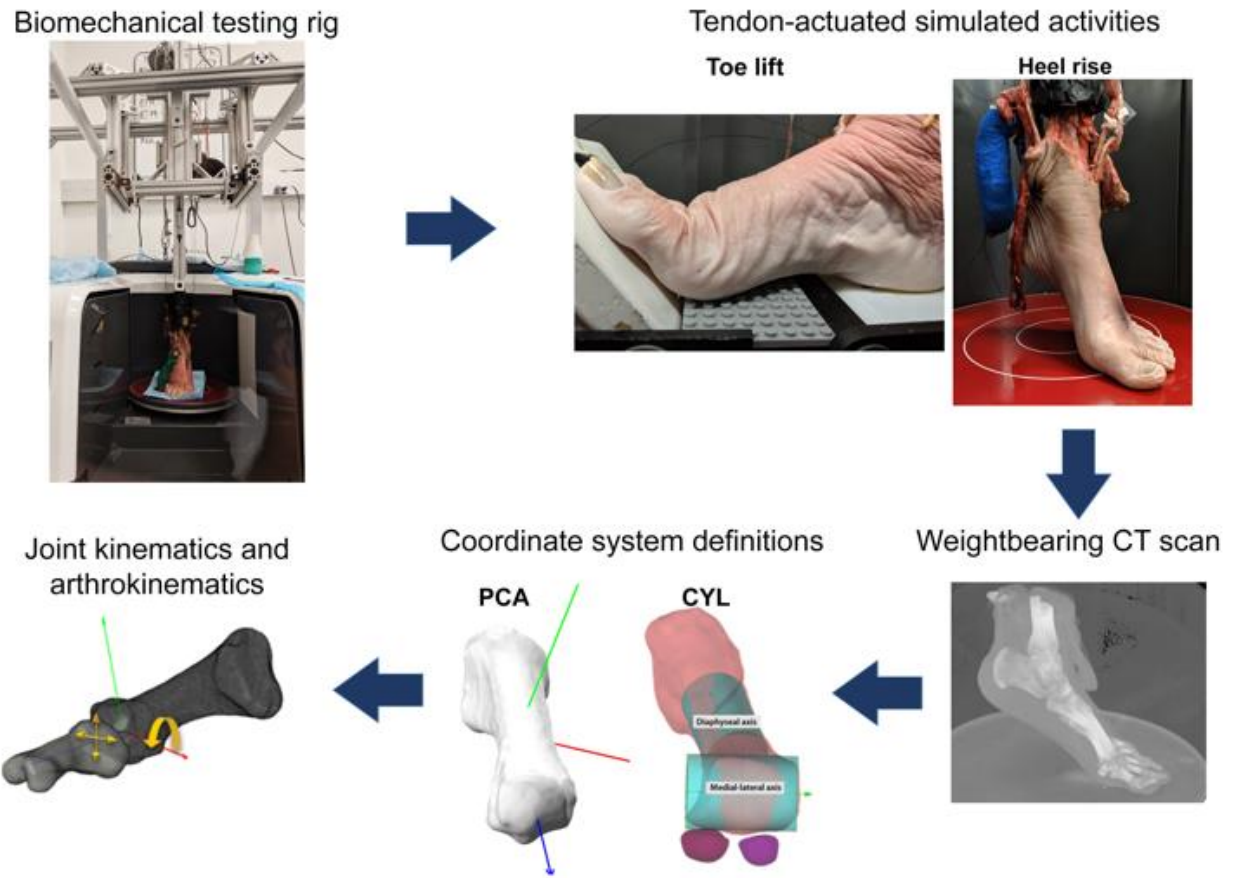 Biomechanical testing rig
Tendon-actuated simulated activities
Toe lift
Heel rise
Weightbearing CT scan
Coordinate system definitions
PCA
CYL
Diaphyseal axis
Medial-lateral axis
Joint kinematics and
arthrokinematics